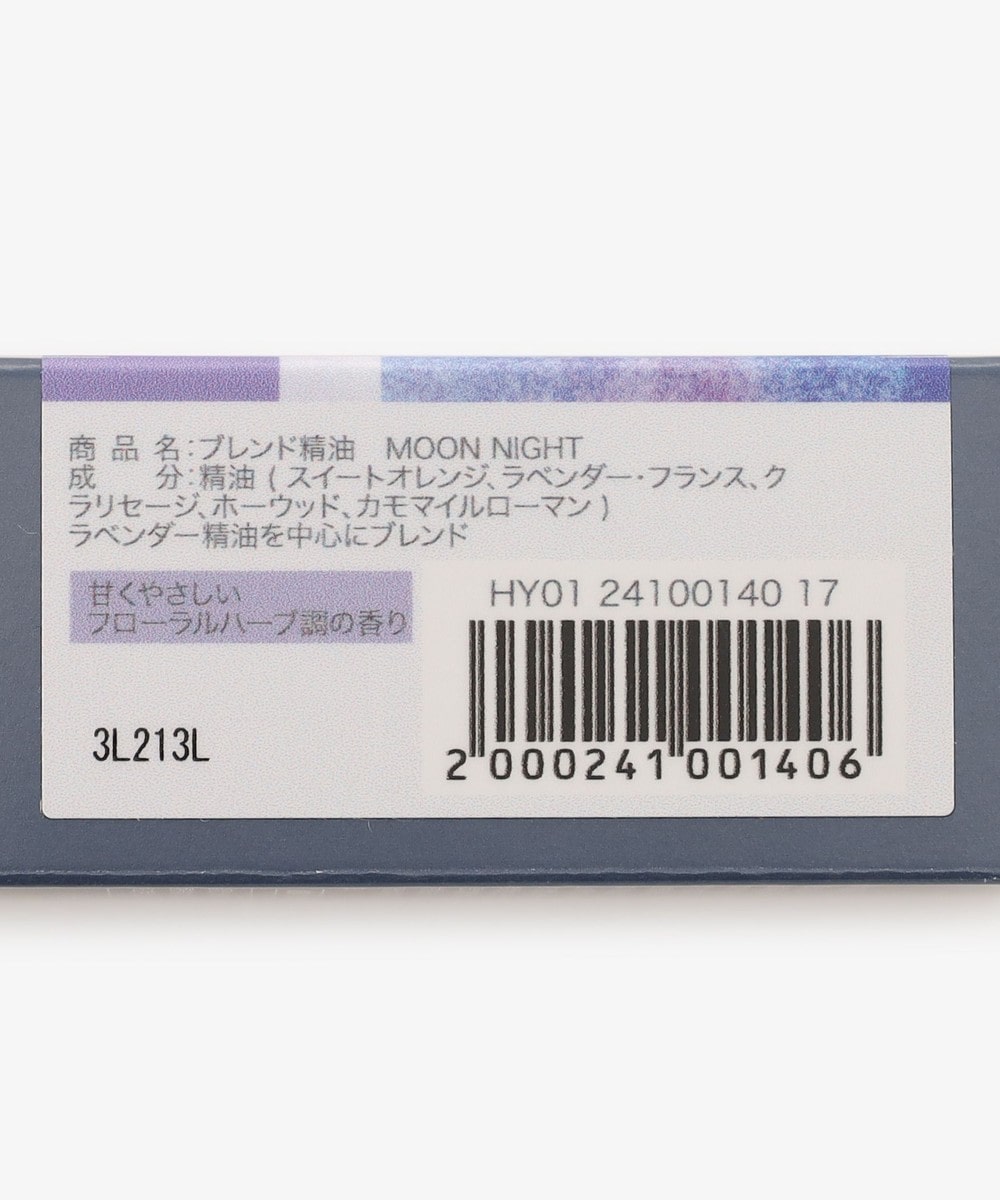 商 品 名：ブレンド精油　MOON NIGHT
成　　分：精油 ( スイートオレンジ、ラベンダー・フランス、ク
ラリセージ、ホーウッド、カモマイルローマン )
ラベンダー精油を中心にブレンド
甘くやさしい
フローラルハーブ調の香り
HY01 24100140 17
3L213L
2 000241 001406